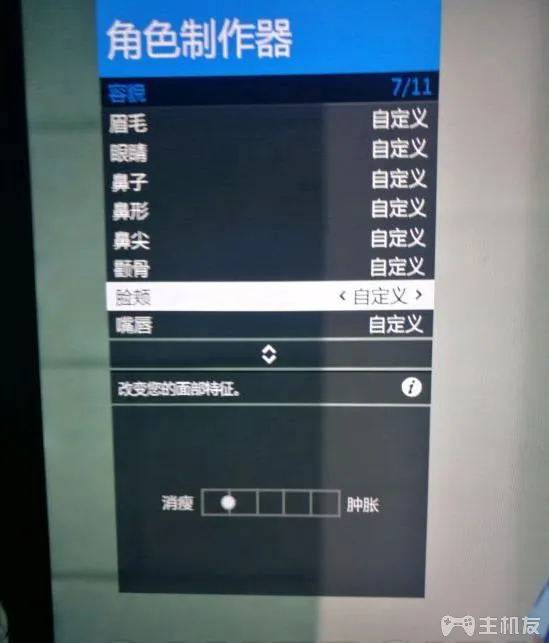 角色制作器
容貌 7/11
眉毛 自定义
眼睛 自定义
鼻子 自定义
鼻形 自定义
鼻尖 自定义
颧骨 自定义
脸颊 < 自定义 >
嘴唇 自定义
改变您的面部特征。
消瘦 肿胀
主机友